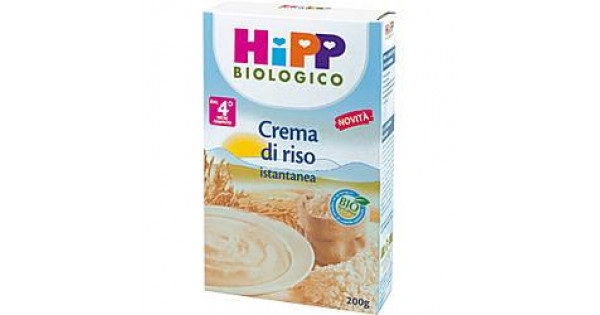 HiPP
BIOLOGICO
4°
NOVITÀ
Crema
di riso
istantanea
BIO
200g